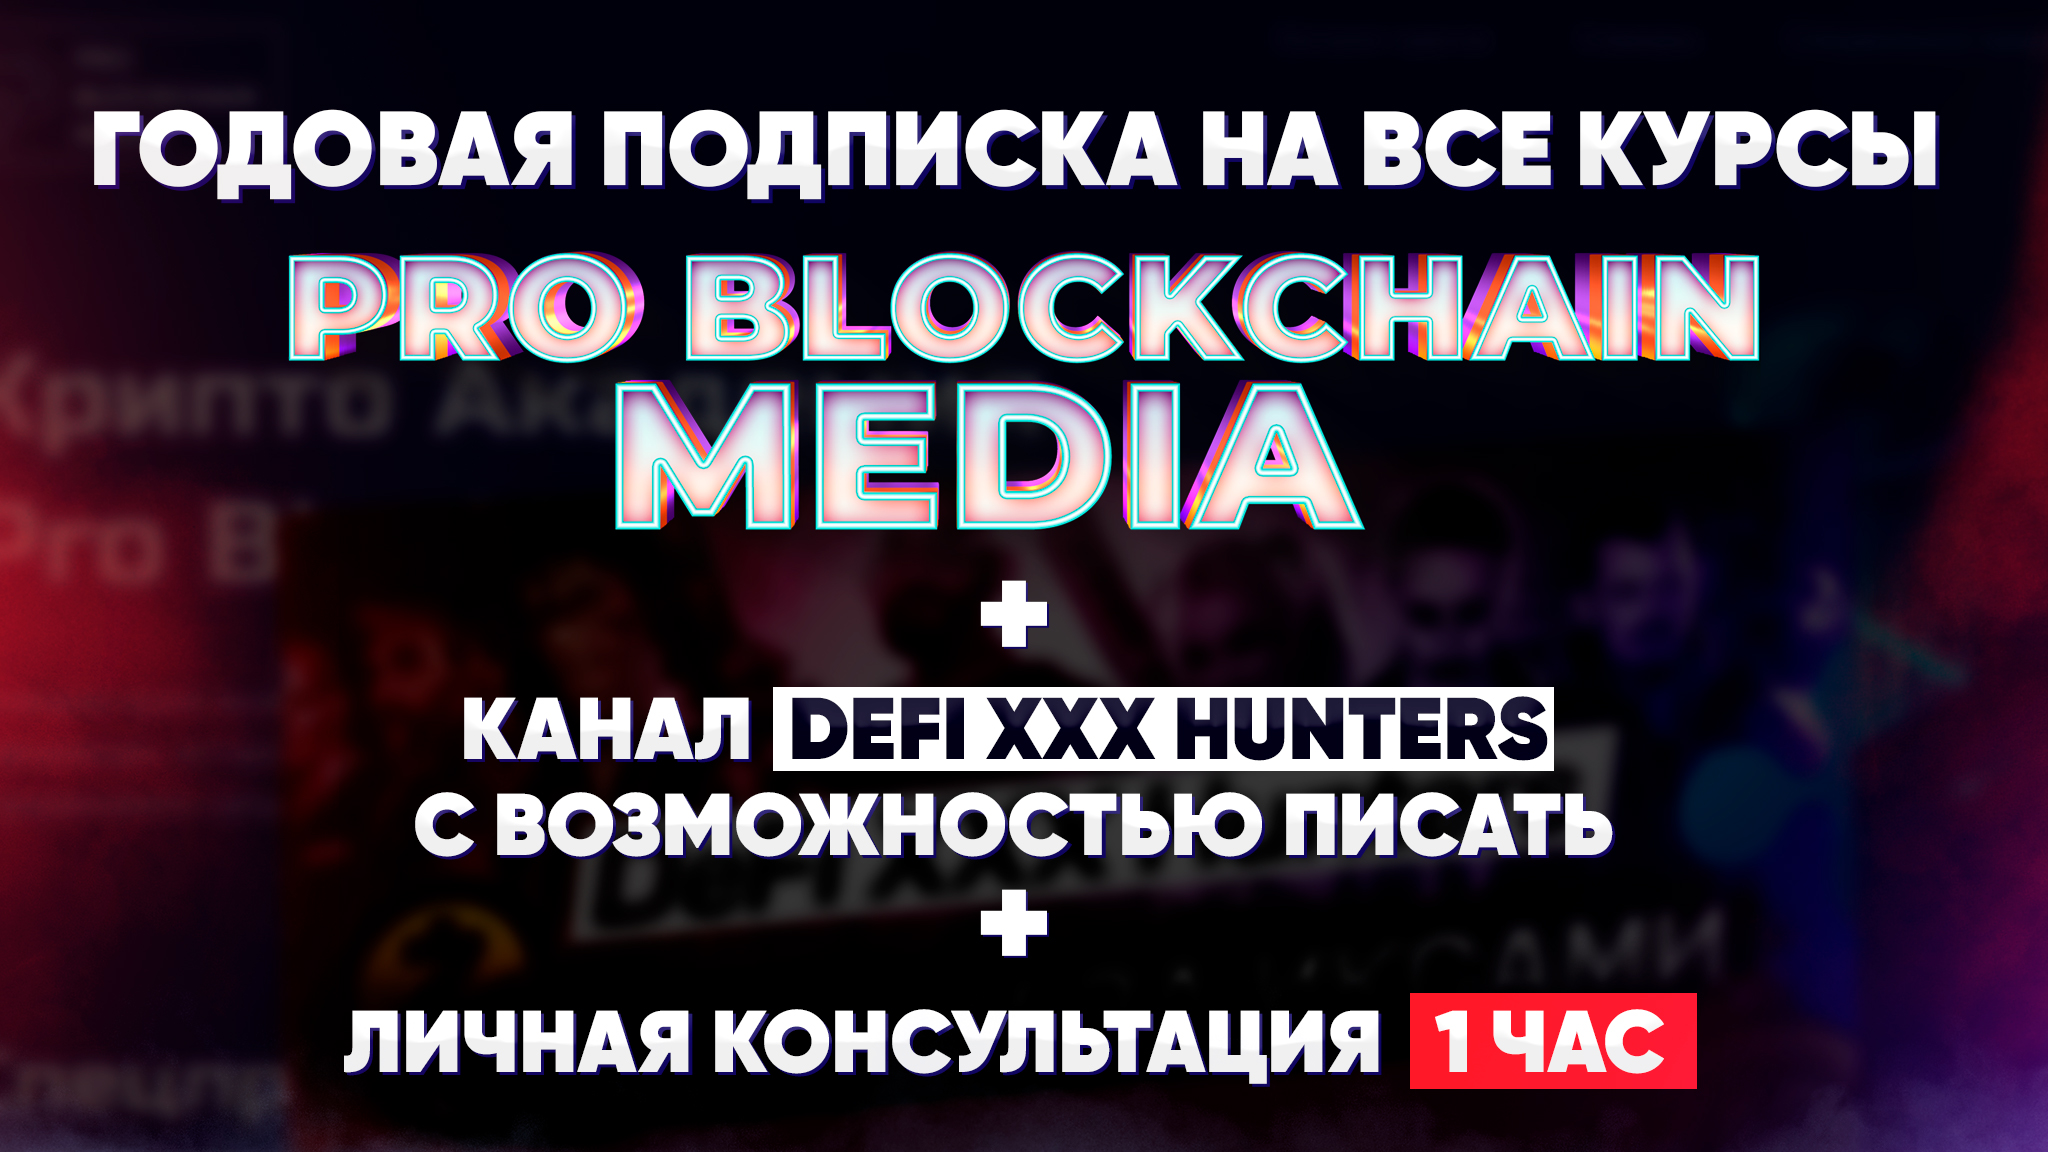 ГОДОВАЯ ПОДПИСКА НА ВСЕ КУРСЫ
PRO BLOCKCHAIN
MEDIA
+
КАНАЛ DEFI XXX HUNTERS
С ВОЗМОЖНОСТЬЮ ПИСАТЬ
+
ЛИЧНАЯ КОНСУЛЬТАЦИЯ 1 ЧАС